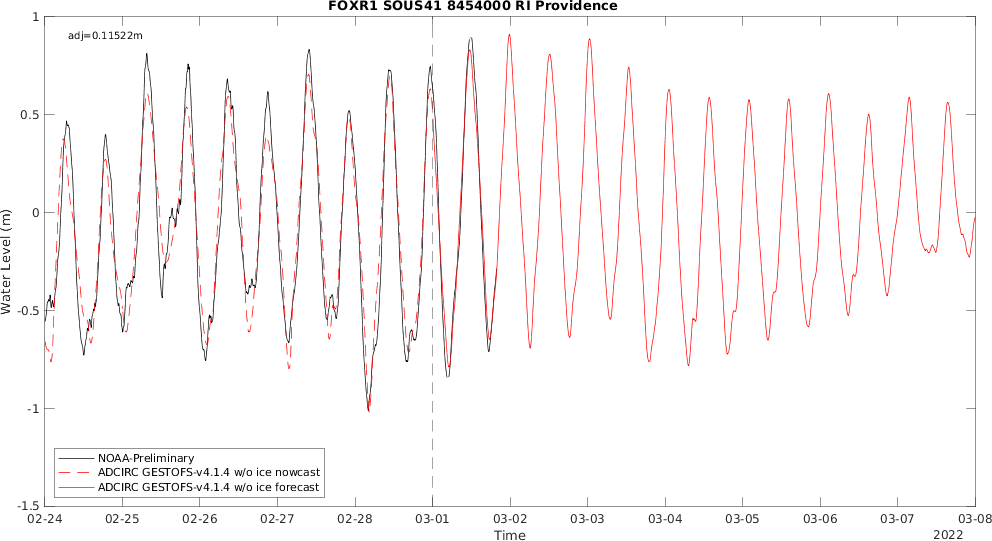 FOXR1 SOUS41 8454000 RI Providence
adj=0.11522m
1
0.5
0
-0.5
-1
-1.5
Water Level (m)
NOAA-Preliminary
ADCIRC GESTOFS-v4.1.4 w/o ice nowcast
ADCIRC GESTOFS-v4.1.4 w/o ice forecast
02-24 02-25 02-26 02-27 02-28 03-01 03-02 03-03 03-04 03-05 03-06 03-07 03-08
Time
2022